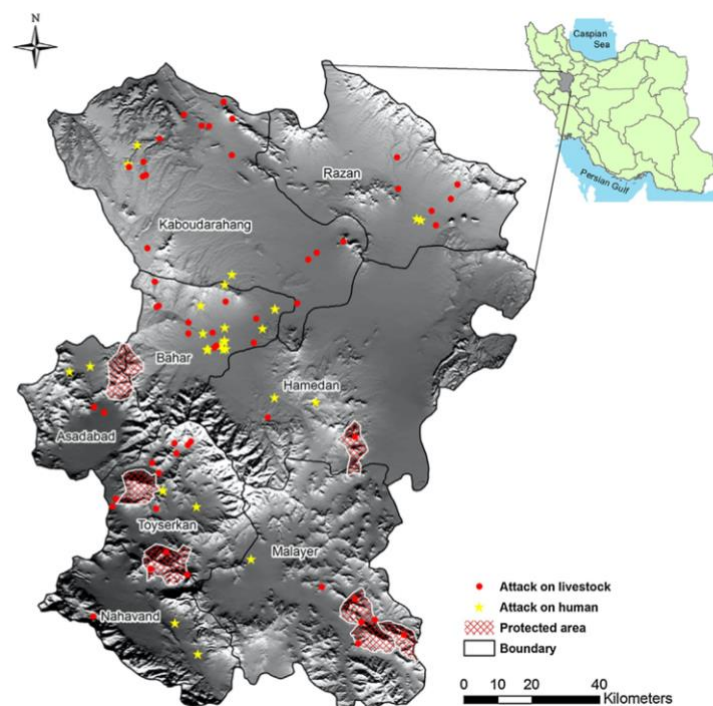 N
Caspian
Sea
Persian Gulf
Razan
Kaboudarahang
Bahar
Hamedan
Asadabad
Toyserkan
Malayer
Nahavand
Attack on livestock
Attack on human
Protected area
Boundary
0 10 20 40
Kilometers